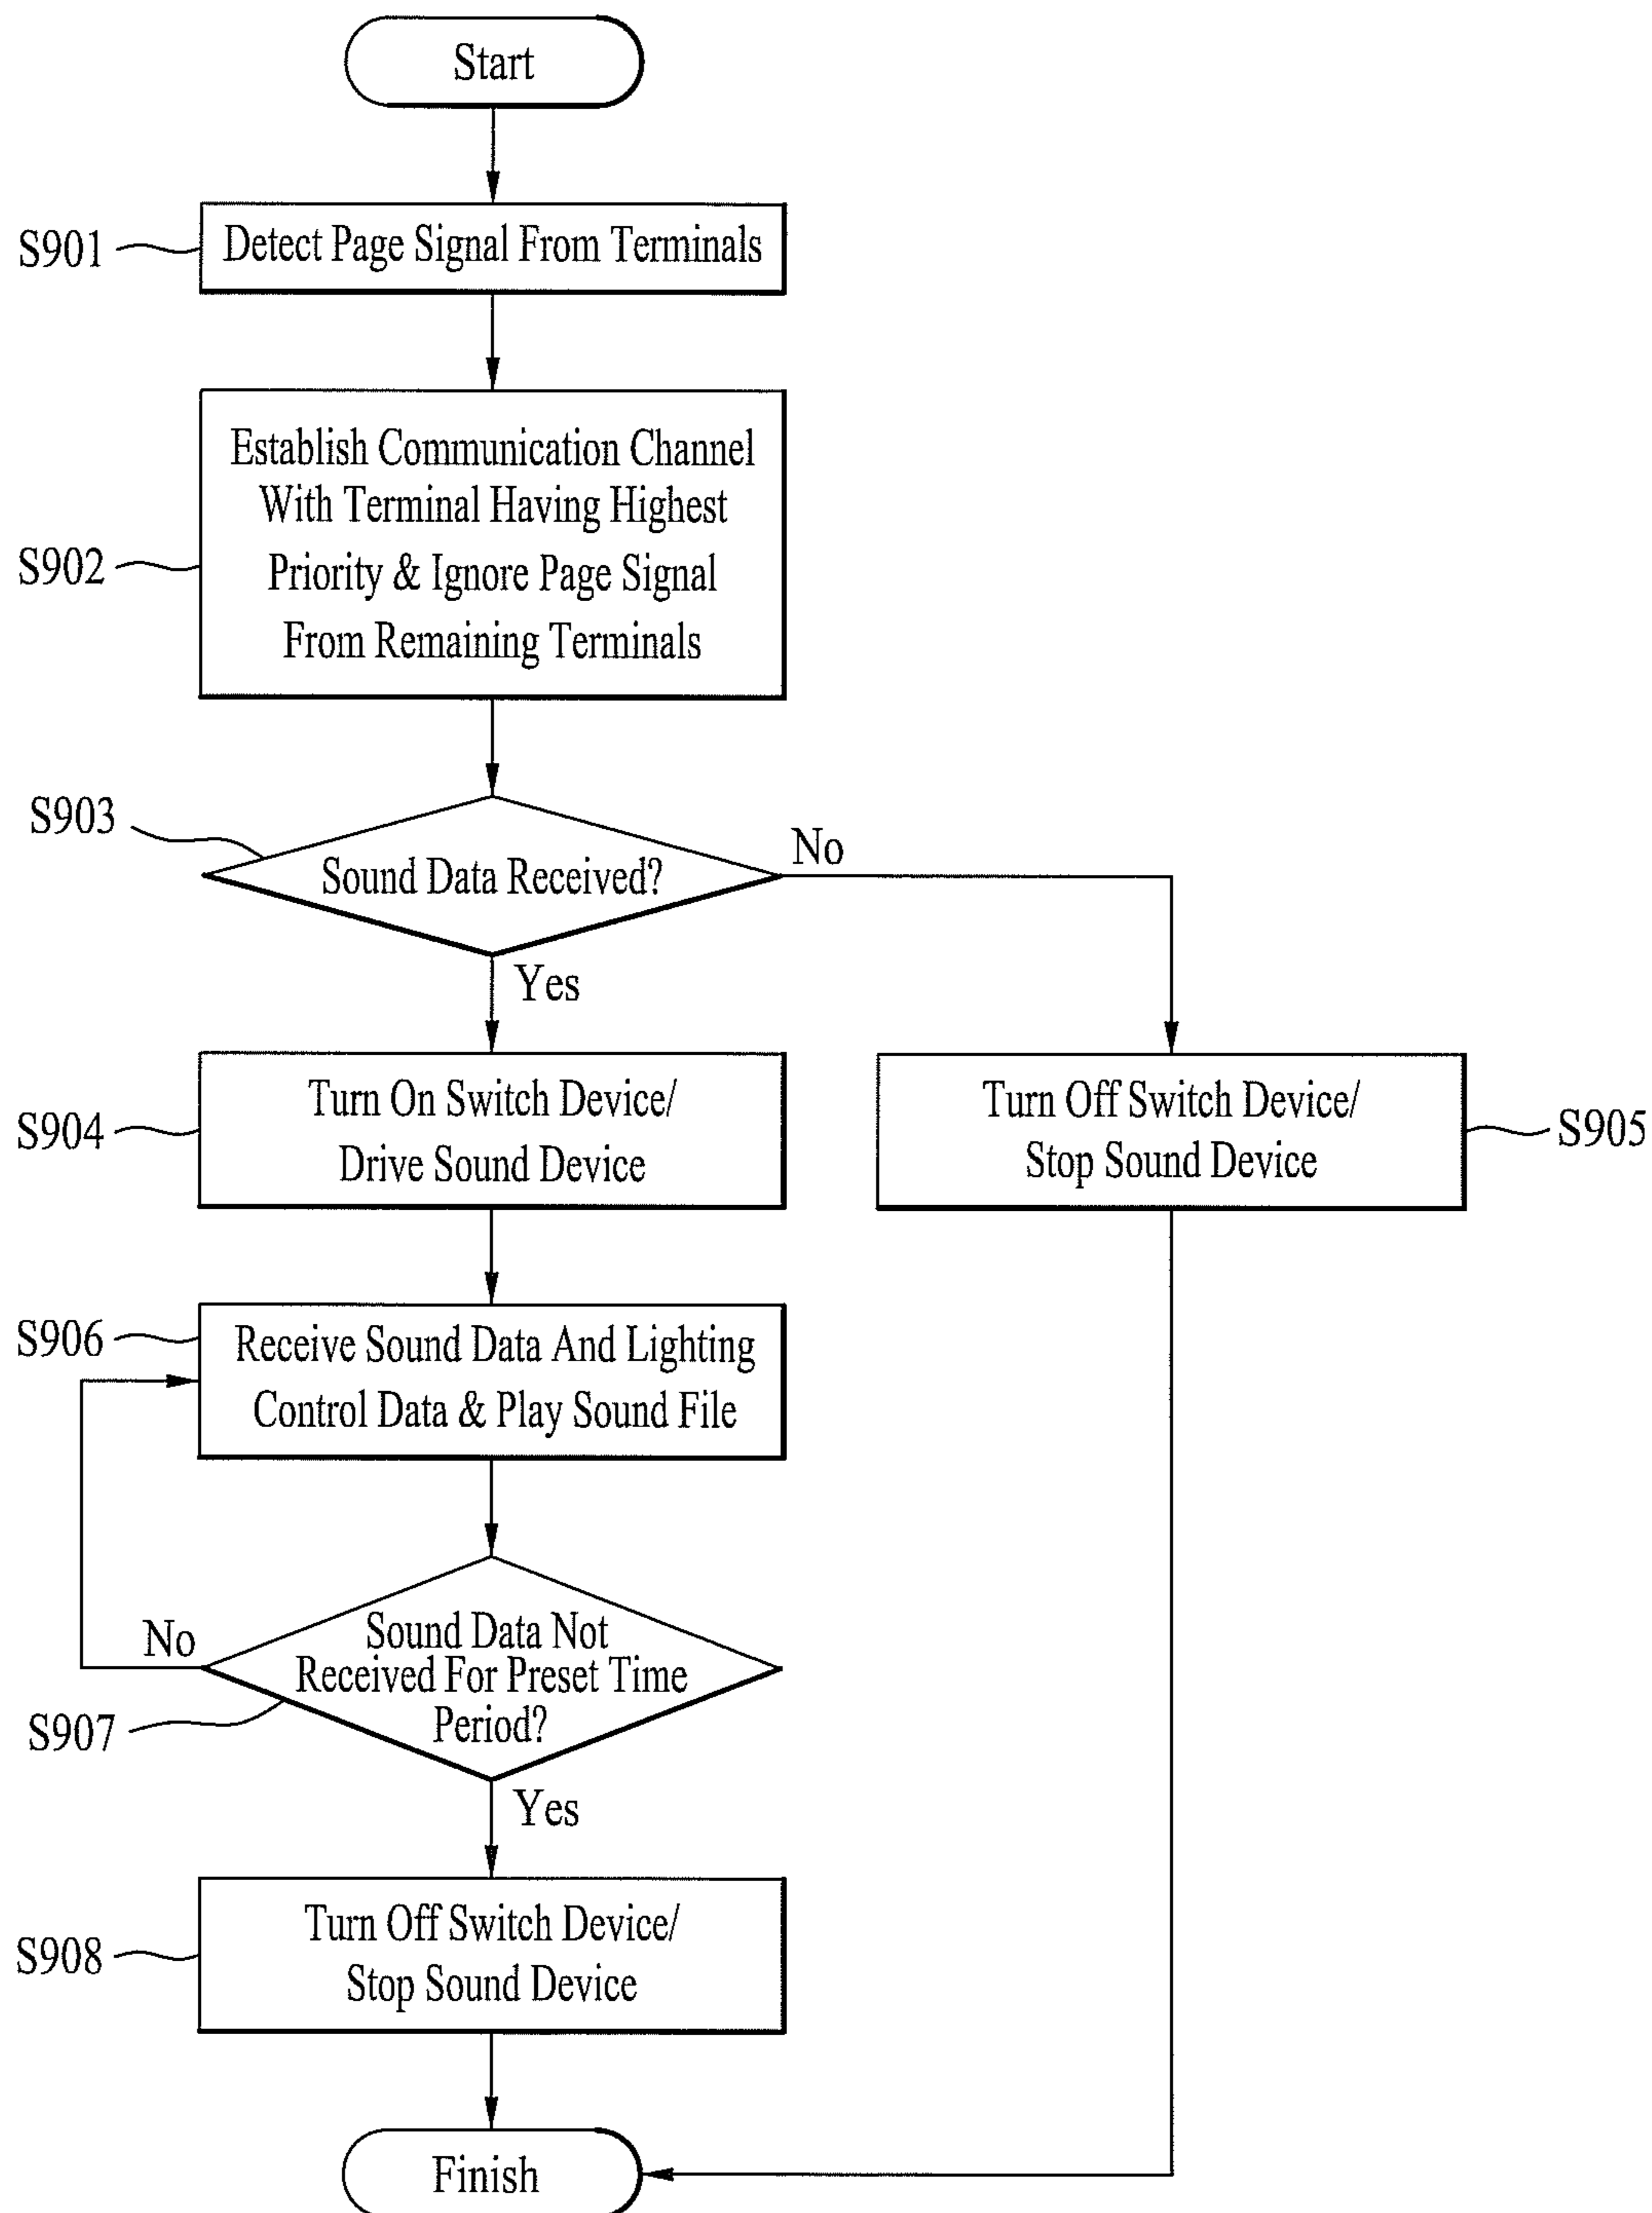 Start
S901
Detect Page Signal From Terminals
S902
Establish Communication Channel
With Terminal Having Highest
Priority & Ignore Page Signal
From Remaining Terminals
S903
Sound Data Received?
No
Yes
S904
Turn On Switch Device/
Drive Sound Device
Turn Off Switch Device/
Stop Sound Device
S905
S906
Receive Sound Data And Lighting
Control Data & Play Sound File
No
Sound Data Not
Received For Preset Time
Period?
S907
Yes
S908
Turn Off Switch Device/
Stop Sound Device
Finish